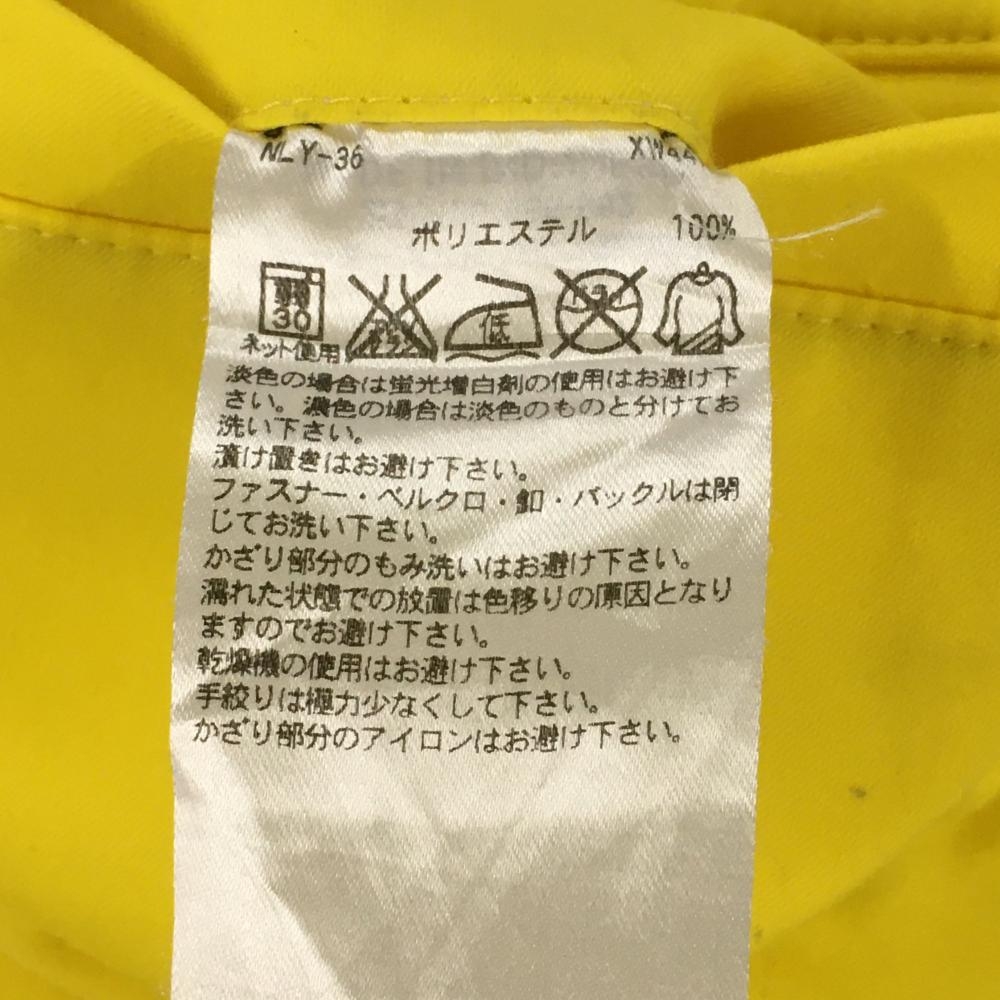 NLY-36
ポリエステル 100%
30
低
ネット使用
淡色の場合は蛍光増白剤の使用はお避け下
さい。濃色の場合は淡色のものと分けてお
洗い下さい。
漬け置きはお避け下さい。
ファスナー・ベルクロ・釦・バックルは閉
じてお洗い下さい。
かざり部分のもみ洗いはお避け下さい。
濡れた状態での放置は色移りの原因となり
ますのでお避け下さい。
乾燥機の使用はお避け下さい。
手絞りは極力少なくして下さい。
かざり部分のアイロンはお避け下さい。